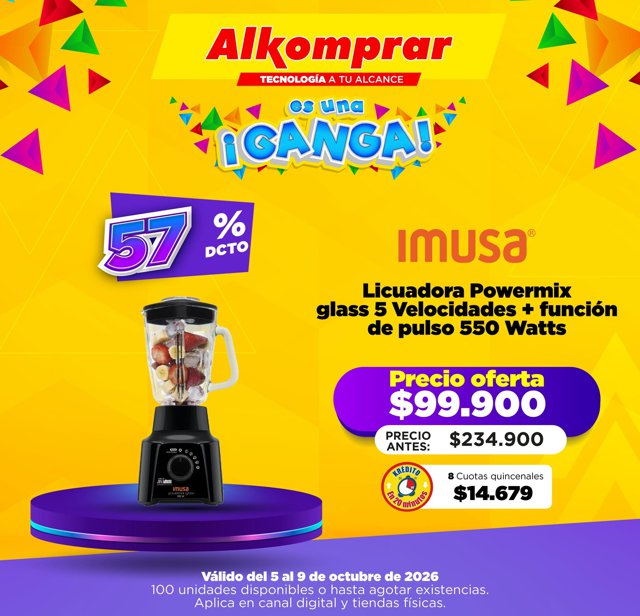 Alkomprar
TECNOLOGÍA A TU ALCANCE
es una
¡GANGA!
57 %
DCTO
IMUSA®
Licuadora Powermix
glass 5 Velocidades + función
de pulso 550 Watts
Precio oferta
$99.900
PRECIO
ANTES: $234.900
KRÉDITO
En 20 minutos
8 Cuotas quincenales
$14.679
IMUSA
Válido del 5 al 9 de octubre de 2026
100 unidades disponibles o hasta agotar existencias.
Aplica en canal digital y tiendas físicas.